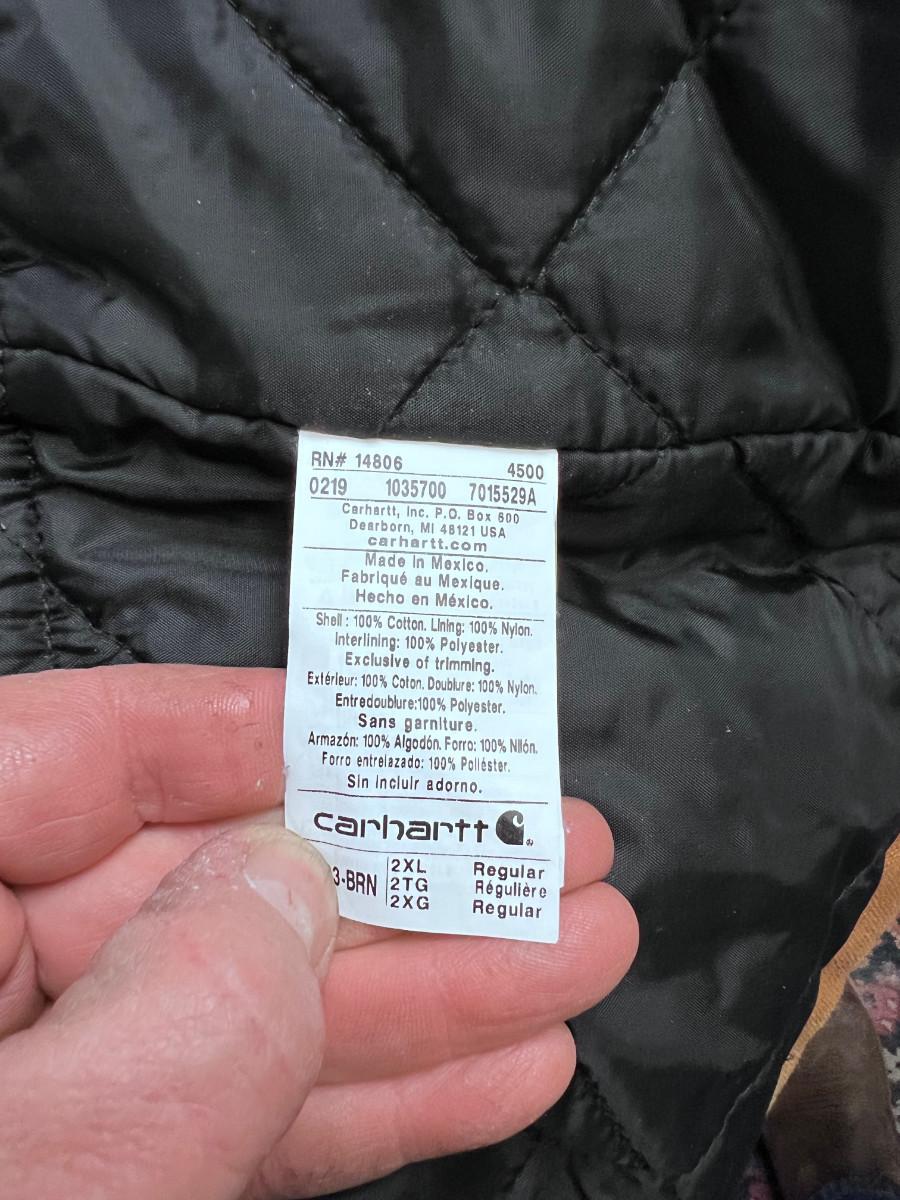 RN# 14806 4500
0219 1035700 7015529A
Carhartt, Inc. P.O. Box 600
Dearborn, MI 48121 USA
carhartt.com
Made in Mexico.
Fabriqué au Mexique.
Hecho en México.
Shell: 100% Cotton. Lining: 100% Nylon.
Interlining: 100% Polyester.
Exclusive of trimming.
Extérieur: 100% Coton. Doublure: 100% Nylon.
Entredoublure:100% Polyester.
Sans garniture.
Armazón: 100% Algodón. Forro: 100% Nilón.
Forro entrelazado: 100% Poliéster.
Sin incluir adorno.
carhartt
3-BRN 2XL Regular
2TG Régulière
2XG Regular